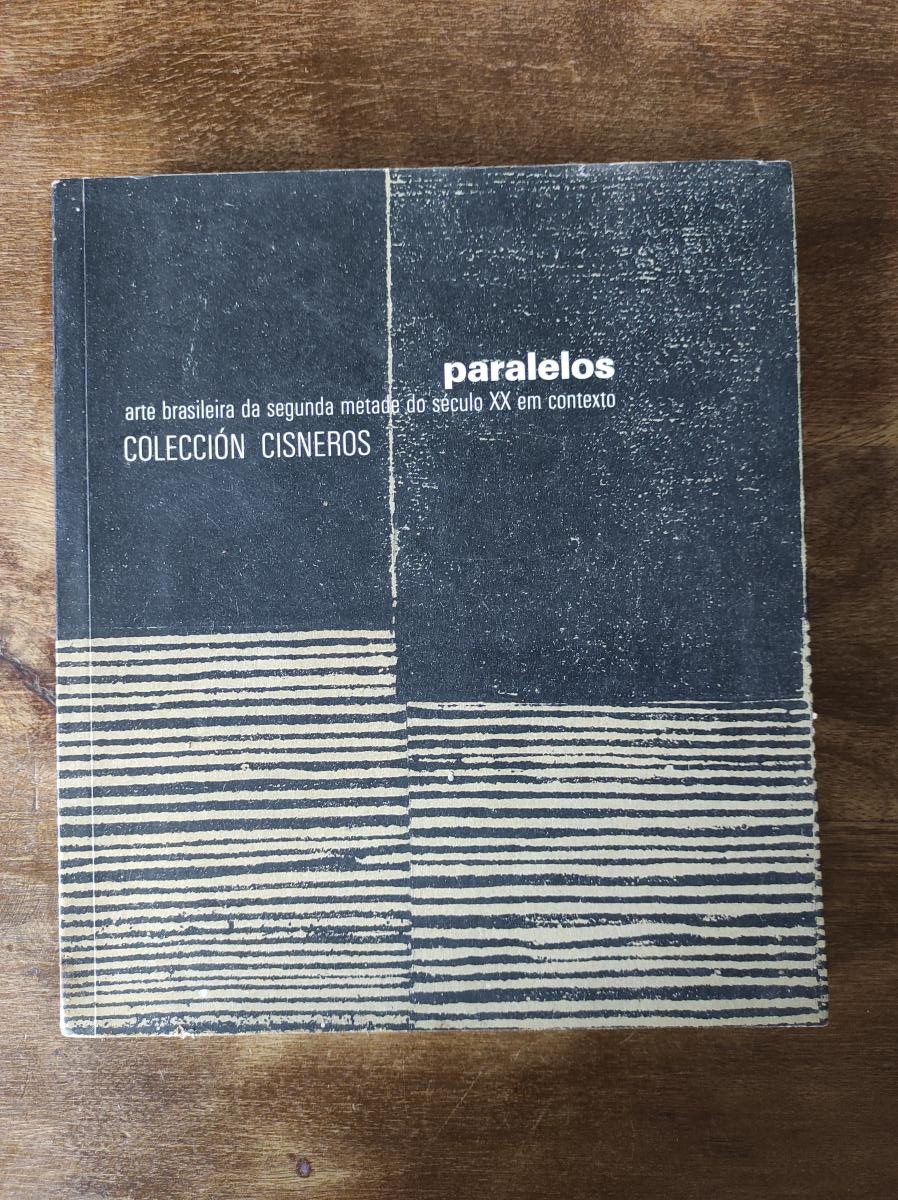 paralelos
arte brasileira da segunda metade do século XX em contexto
COLECCIÓN CISNEROS